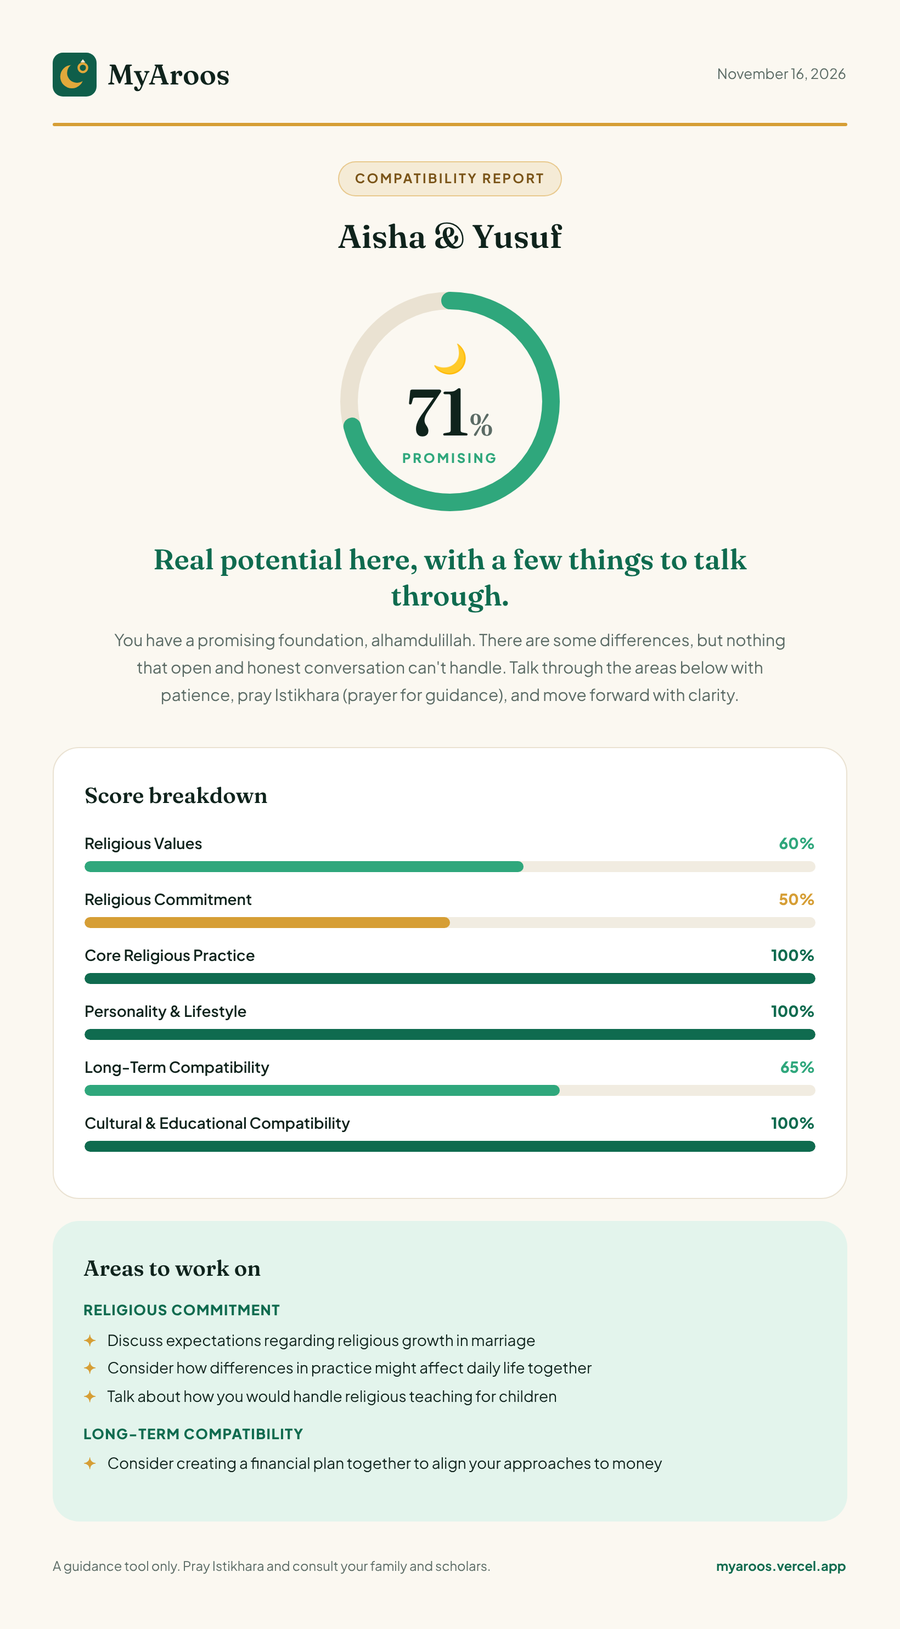 MyAroos
November 16, 2026
COMPATIBILITY REPORT
Aisha & Yusuf
71%
PROMISING
Real potential here, with a few things to talk
through.
You have a promising foundation, alhamdulillah. There are some differences, but nothing
that open and honest conversation can't handle. Talk through the areas below with
patience, pray Istikhara (prayer for guidance), and move forward with clarity.
Score breakdown
Religious Values 60%
Religious Commitment 50%
Core Religious Practice 100%
Personality & Lifestyle 100%
Long-Term Compatibility 65%
Cultural & Educational Compatibility 100%
Areas to work on
RELIGIOUS COMMITMENT
✦ Discuss expectations regarding religious growth in marriage
✦ Consider how differences in practice might affect daily life together
✦ Talk about how you would handle religious teaching for children
LONG-TERM COMPATIBILITY
✦ Consider creating a financial plan together to align your approaches to money
A guidance tool only. Pray Istikhara and consult your family and scholars.
myaroos.vercel.app